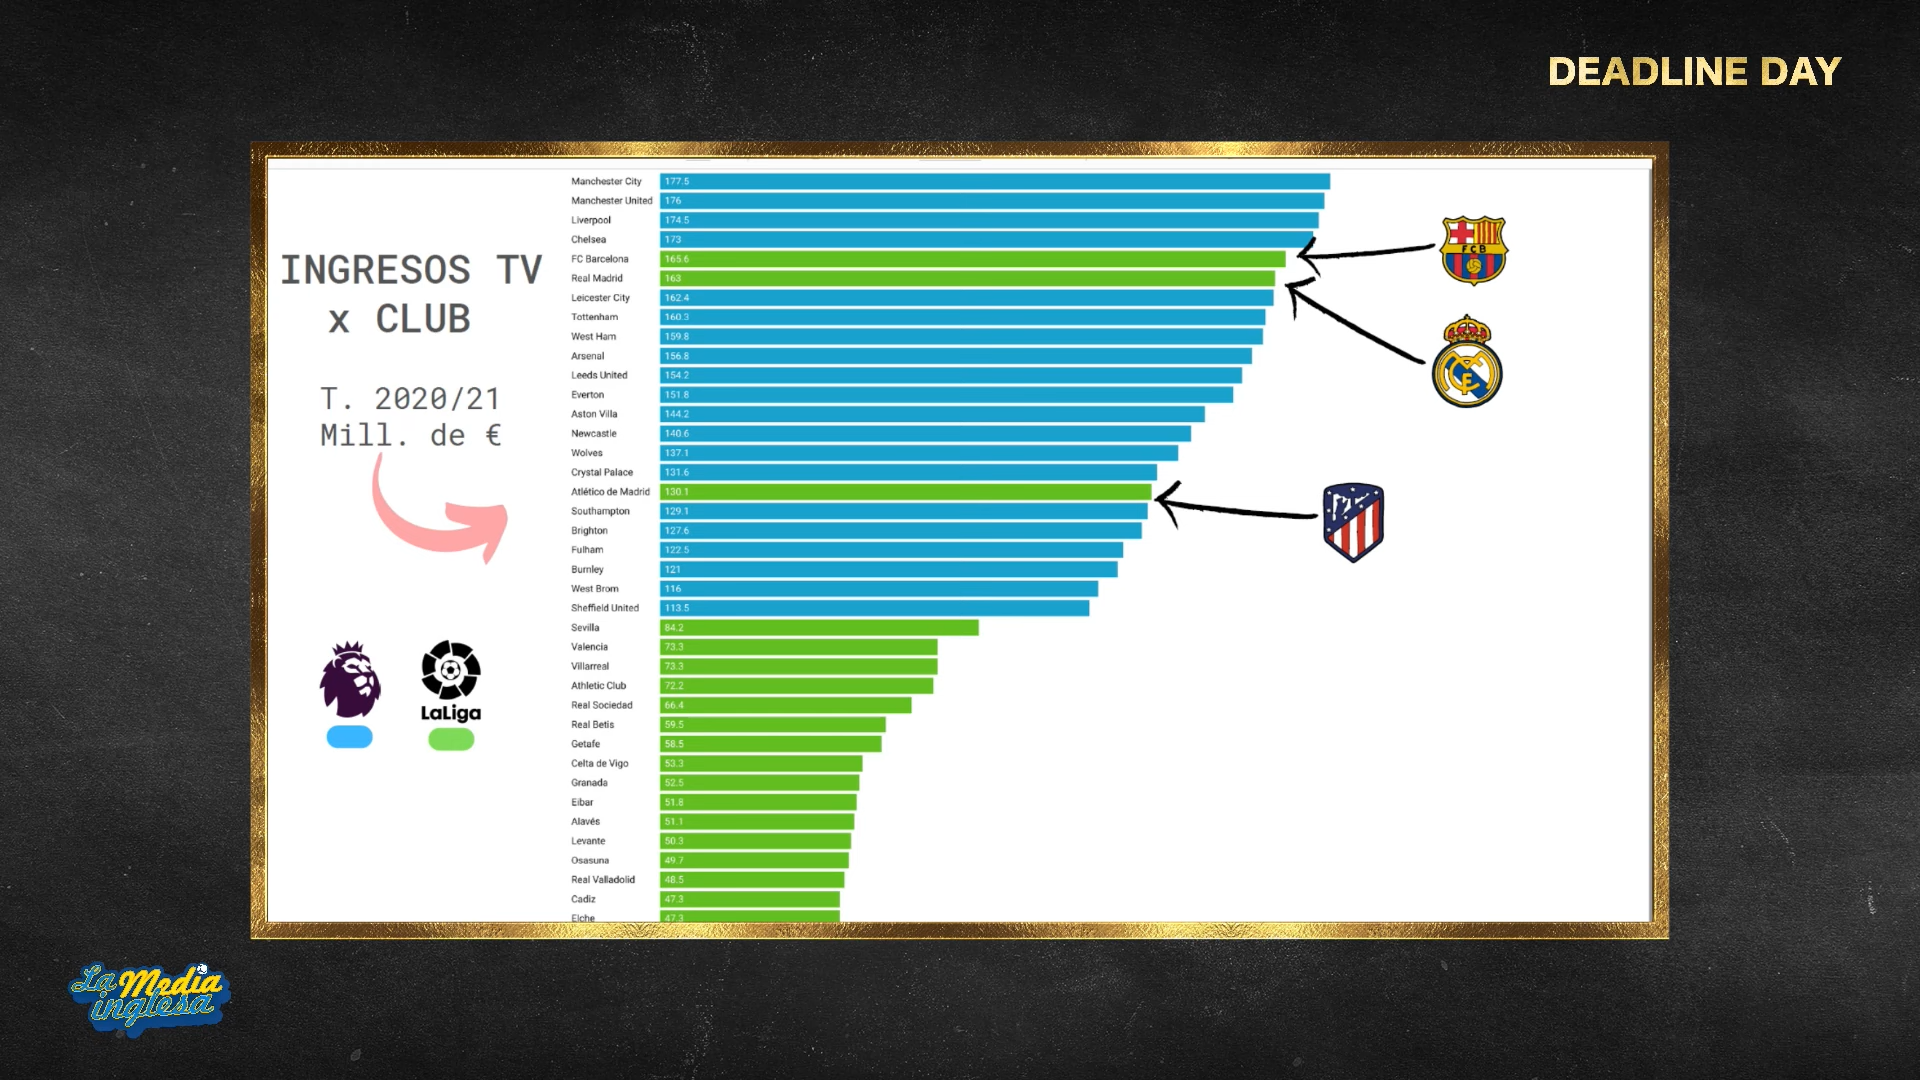 DEADLINE DAY
INGRESOS TV
x CLUB
T. 2020/21
Mill. de €
LaLiga
Manchester City 177.5
Manchester United 176
Liverpool 174.5
Chelsea 173
FC Barcelona 165.6
Real Madrid 163
Leicester City 162.4
Tottenham 160.3
West Ham 159.8
Arsenal 156.8
Leeds United 154.2
Everton 151.8
Aston Villa 144.2
Newcastle 140.6
Wolves 137.1
Crystal Palace 131.6
Atlético de Madrid 130.1
Southampton 129.1
Brighton 127.6
Fulham 122.5
Burnley 121
West Brom 116
Sheffield United 113.5
Sevilla 84.2
Valencia 73.3
Villarreal 73.3
Athletic Club 72.2
Real Sociedad 66.4
Real Betis 59.5
Getafe 58.5
Celta de Vigo 53.3
Granada 52.5
Eibar 51.8
Alavés 51.1
Levante 50.3
Osasuna 49.7
Real Valladolid 48.5
Cadiz 47.3
Elche 47.3
FCB
La Media
inglesa